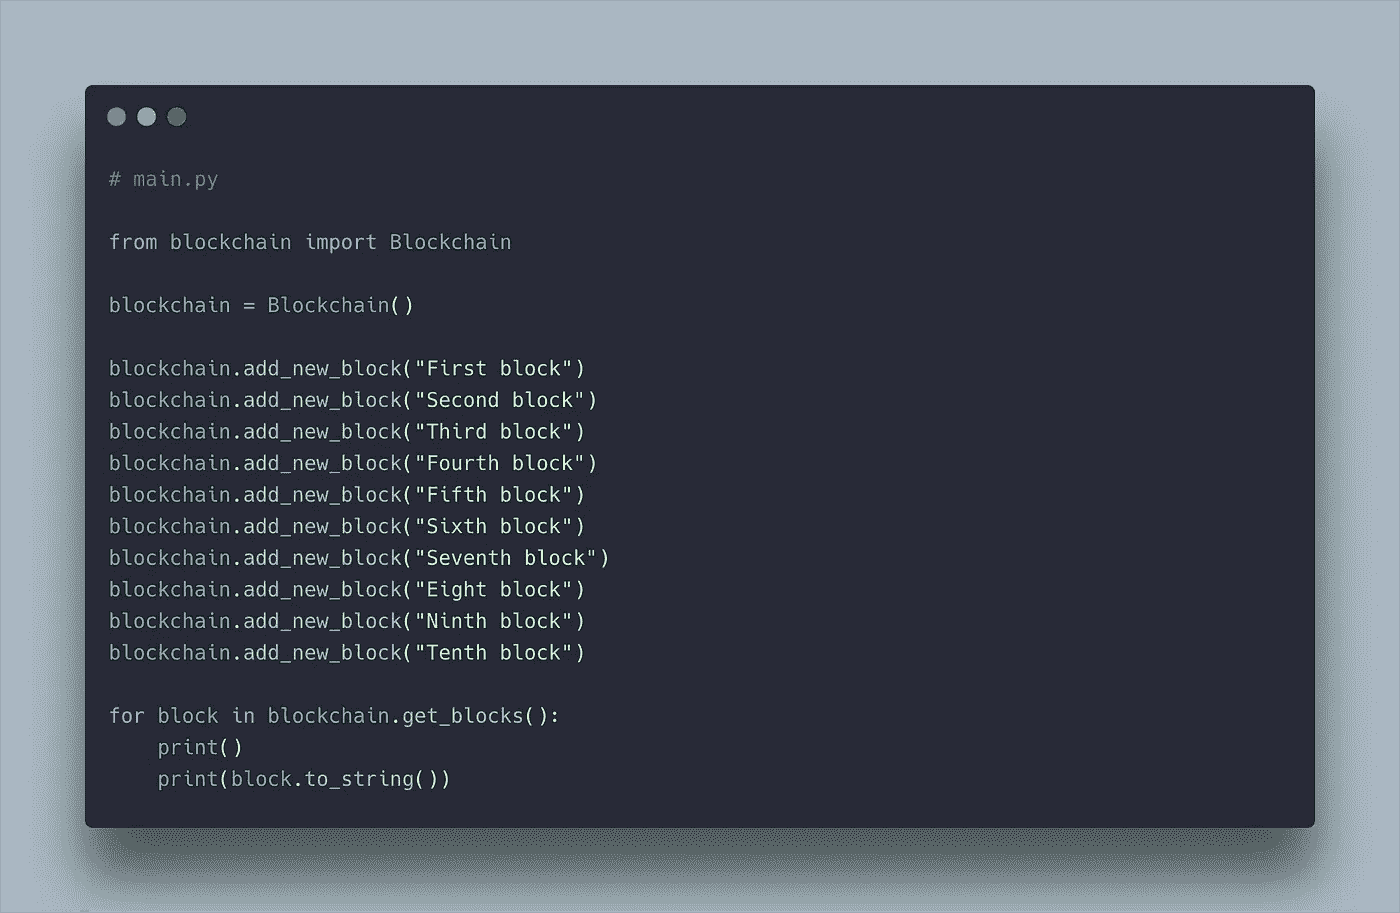 # main.py
from blockchain import Blockchain
blockchain = Blockchain()
blockchain.add_new_block("First block")
blockchain.add_new_block("Second block")
blockchain.add_new_block("Third block")
blockchain.add_new_block("Fourth block")
blockchain.add_new_block("Fifth block")
blockchain.add_new_block("Sixth block")
blockchain.add_new_block("Seventh block")
blockchain.add_new_block("Eight block")
blockchain.add_new_block("Ninth block")
blockchain.add_new_block("Tenth block")
for block in blockchain.get_blocks():
    print()
    print(block.to_string())